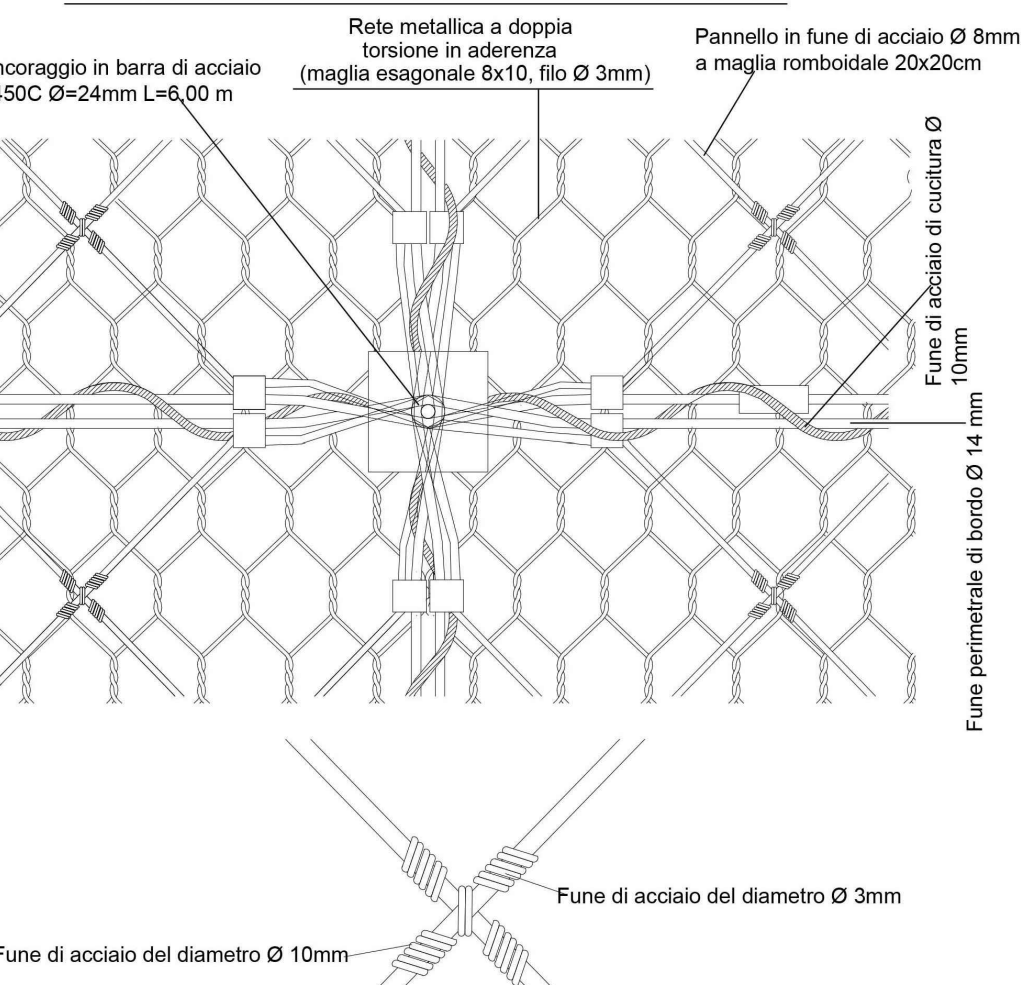 Rete metallica a doppia
torsione in aderenza
(maglia esagonale 8x10, filo Ø 3mm)
Pannello in fune di acciaio Ø 8mm
a maglia romboidale 20x20cm
ncoraggio in barra di acciaio
450C Ø=24mm L=6,00 m
Fune di acciaio di cucitura Ø
10mm
Fune perimetrale di bordo Ø 14 mm
Fune di acciaio del diametro Ø 3mm
Fune di acciaio del diametro Ø 10mm